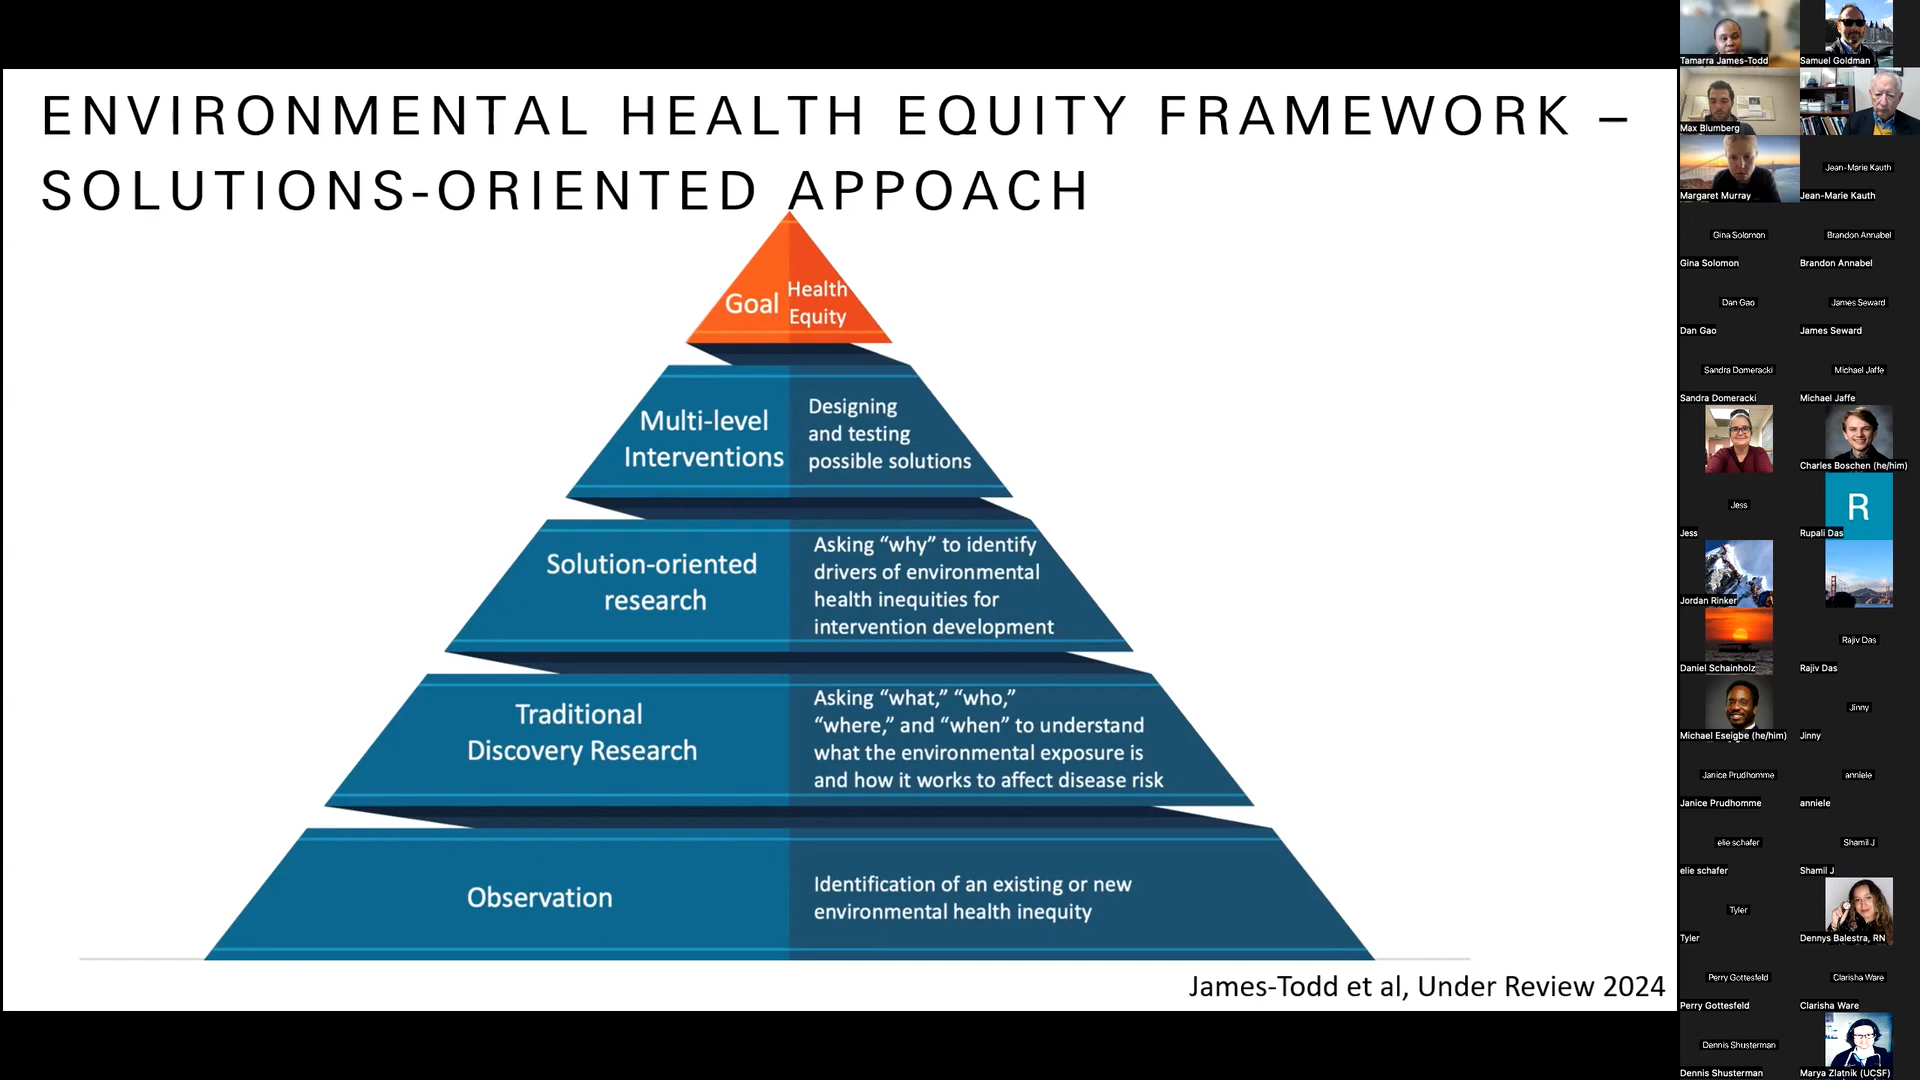 ENVIRONMENTAL HEALTH EQUITY FRAMEWORK –
SOLUTIONS-ORIENTED APPOACH
Goal
Health
Equity
Multi-level
Interventions
Designing
and testing
possible solutions
Solution-oriented
research
Asking “why” to identify
drivers of environmental
health inequities for
intervention development
Traditional
Discovery Research
Asking “what,” “who,”
“where,” and “when” to understand
what the environmental exposure is
and how it works to affect disease risk
Observation
Identification of an existing or new
environmental health inequity
James-Todd et al, Under Review 2024
Tamarra James-Todd
Samuel Goldman
Max Blumberg
Margaret Murray
Jean-Marie Kauth
Jean-Marie Kauth
Gina Solomon
Gina Solomon
Brandon Annabel
Brandon Annabel
Dan Gao
Dan Gao
James Seward
James Seward
Sandra Domeracki
Sandra Domeracki
Michael Jaffe
Michael Jaffe
Charles Boschen (he/him)
Jess
Jess
R
Rupali Das
Jordan Rinker
Daniel Schainholz
Rajiv Das
Rajiv Das
Michael Eseigbe (he/him)
Jinny
Jinny
Janice Prudhomme
Janice Prudhomme
anniele
anniele
elie schafer
elie schafer
Shamil J
Shamil J
Tyler
Tyler
Dennys Balestra, RN
Perry Gottesfeld
Perry Gottesfeld
Clarisha Ware
Clarisha Ware
Dennis Shusterman
Dennis Shusterman
Marya Zlatnik (UCSF)